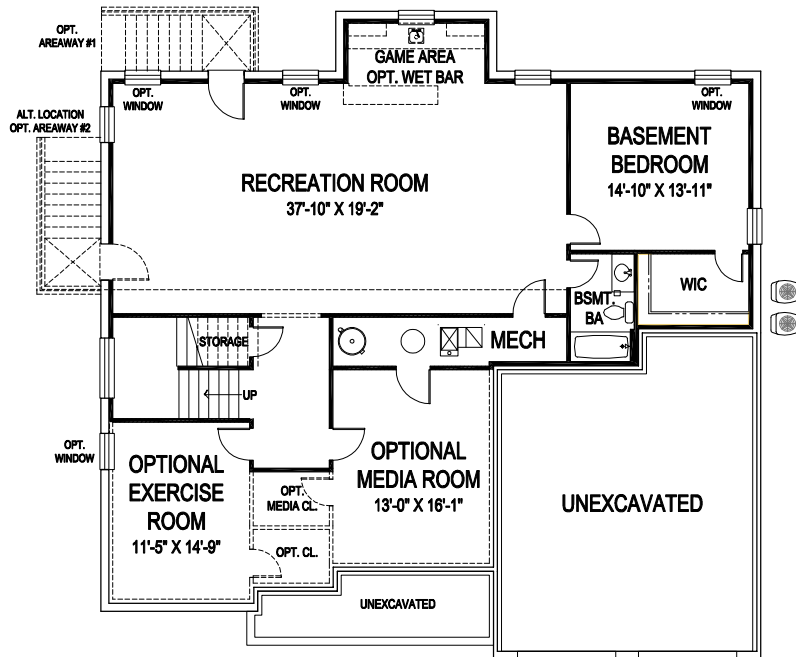 OPT.
AREAWAY #1
GAME AREA
OPT. WET BAR
OPT.
WINDOW
OPT.
WINDOW
OPT.
WINDOW
ALT. LOCATION
OPT. AREAWAY #2
BASEMENT
BEDROOM
14'-10" X 13'-11"
RECREATION ROOM
37'-10" X 19'-2"
WIC
BSMT.
BA
STORAGE
MECH
UP
OPT.
WINDOW
OPTIONAL
EXERCISE
ROOM
11'-5" X 14'-9"
OPTIONAL
MEDIA ROOM
13'-0" X 16'-1"
OPT.
MEDIA CL.
OPT. CL.
UNEXCAVATED
UNEXCAVATED